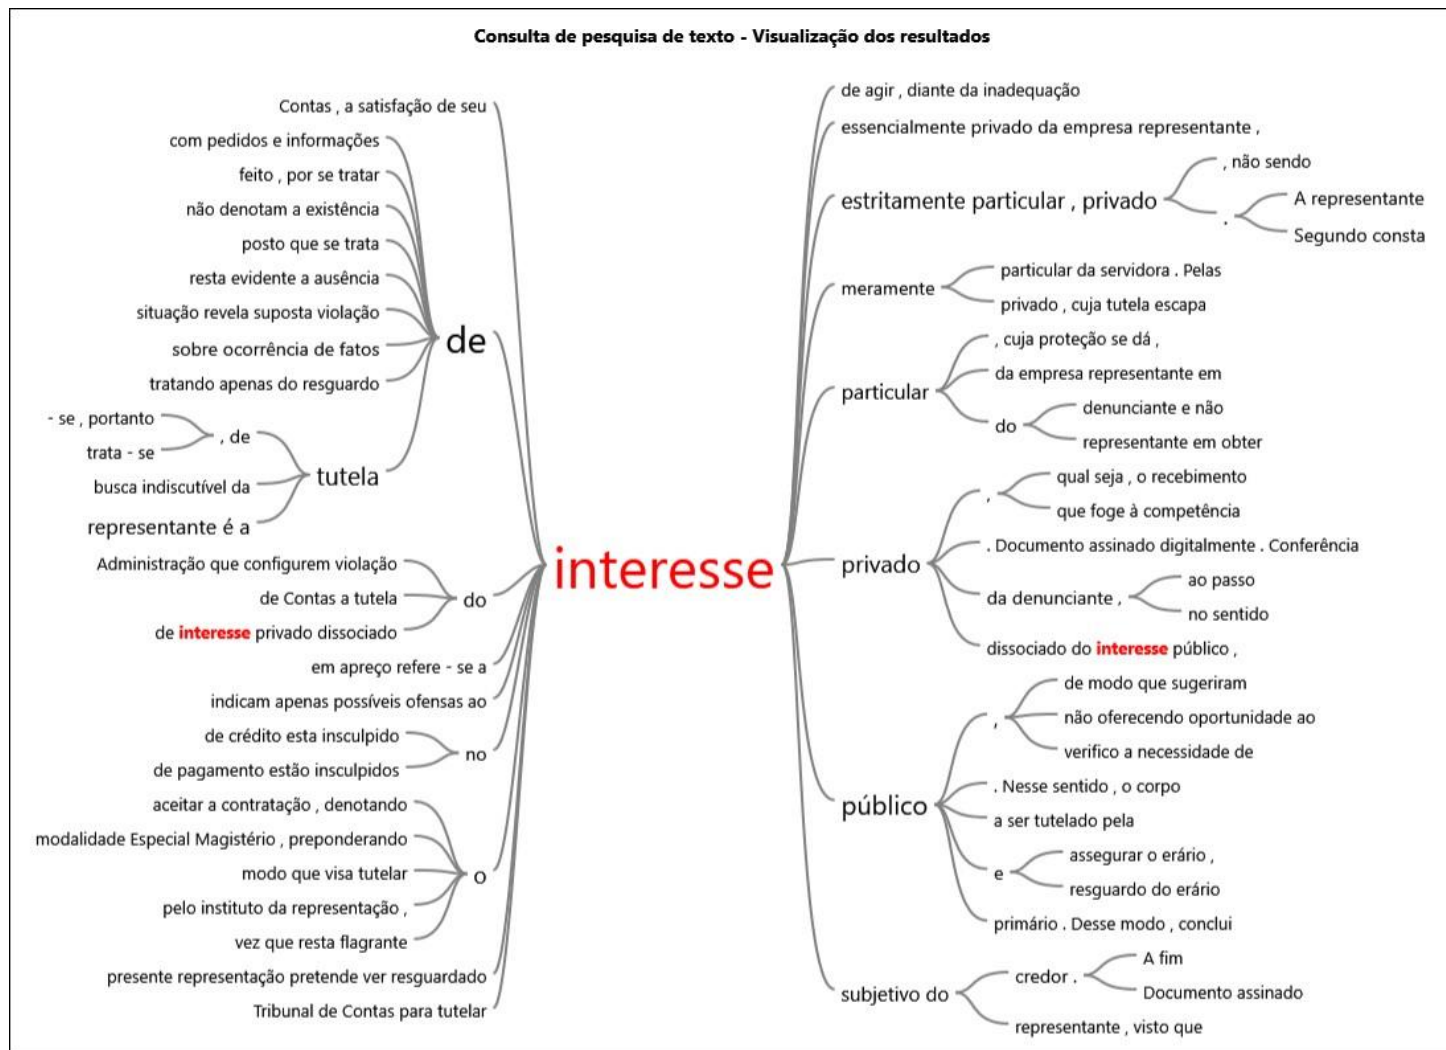 Consulta de pesquisa de texto - Visualização dos resultados
Contas , a satisfação de seu
com pedidos e informações
feito , por se tratar
não denotam a existência
posto que se trata
resta evidente a ausência
situação revela suposta violação
sobre ocorrência de fatos
tratando apenas do resguardo
de
- se , portanto
trata - se
, de
busca indiscutível da
representante é a
tutela
Administração que configurem violação
de Contas a tutela
de interesse privado dissociado
do
em apreço refere - se a
indicam apenas possíveis ofensas ao
de crédito esta insculpido
de pagamento estão insculpidos
no
aceitar a contratação , denotando
modalidade Especial Magistério , preponderando
modo que visa tutelar
pelo instituto da representação ,
vez que resta flagrante
o
presente representação pretende ver resguardado
Tribunal de Contas para tutelar
interesse
de agir , diante da inadequação
essencialmente privado da empresa representante ,
estritamente particular , privado
, não sendo
.
A representante
Segundo consta
meramente
particular da servidora . Pelas
privado , cuja tutela escapa
particular
, cuja proteção se dá ,
da empresa representante em
do
denunciante e não
representante em obter
privado
,
qual seja , o recebimento
que foge à competência
. Documento assinado digitalmente . Conferência
da denunciante ,
ao passo
no sentido
dissociado do interesse público ,
público
,
de modo que sugeriram
não oferecendo oportunidade ao
verifico a necessidade de
. Nesse sentido , o corpo
a ser tutelado pela
e
assegurar o erário ,
resguardo do erário
primário . Desse modo , conclui
subjetivo do
credor .
A fim
Documento assinado
representante , visto que